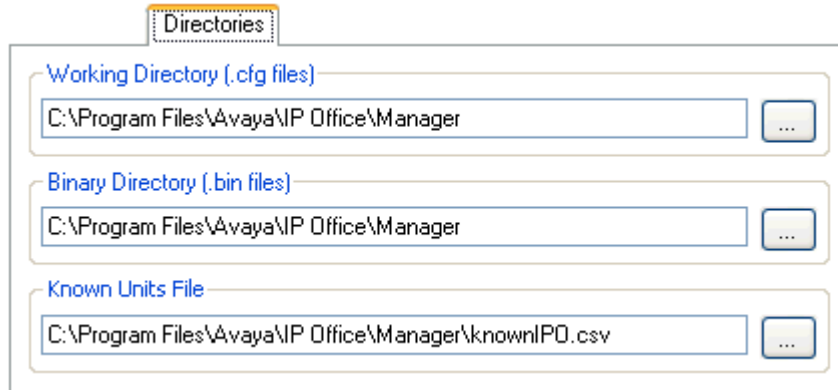 Directories
Working Directory (.cfg files)
C:\Program Files\Avaya\IP Office\Manager
...
Binary Directory (.bin files)
C:\Program Files\Avaya\IP Office\Manager
...
Known Units File
C:\Program Files\Avaya\IP Office\Manager\knownIPO.csv
...